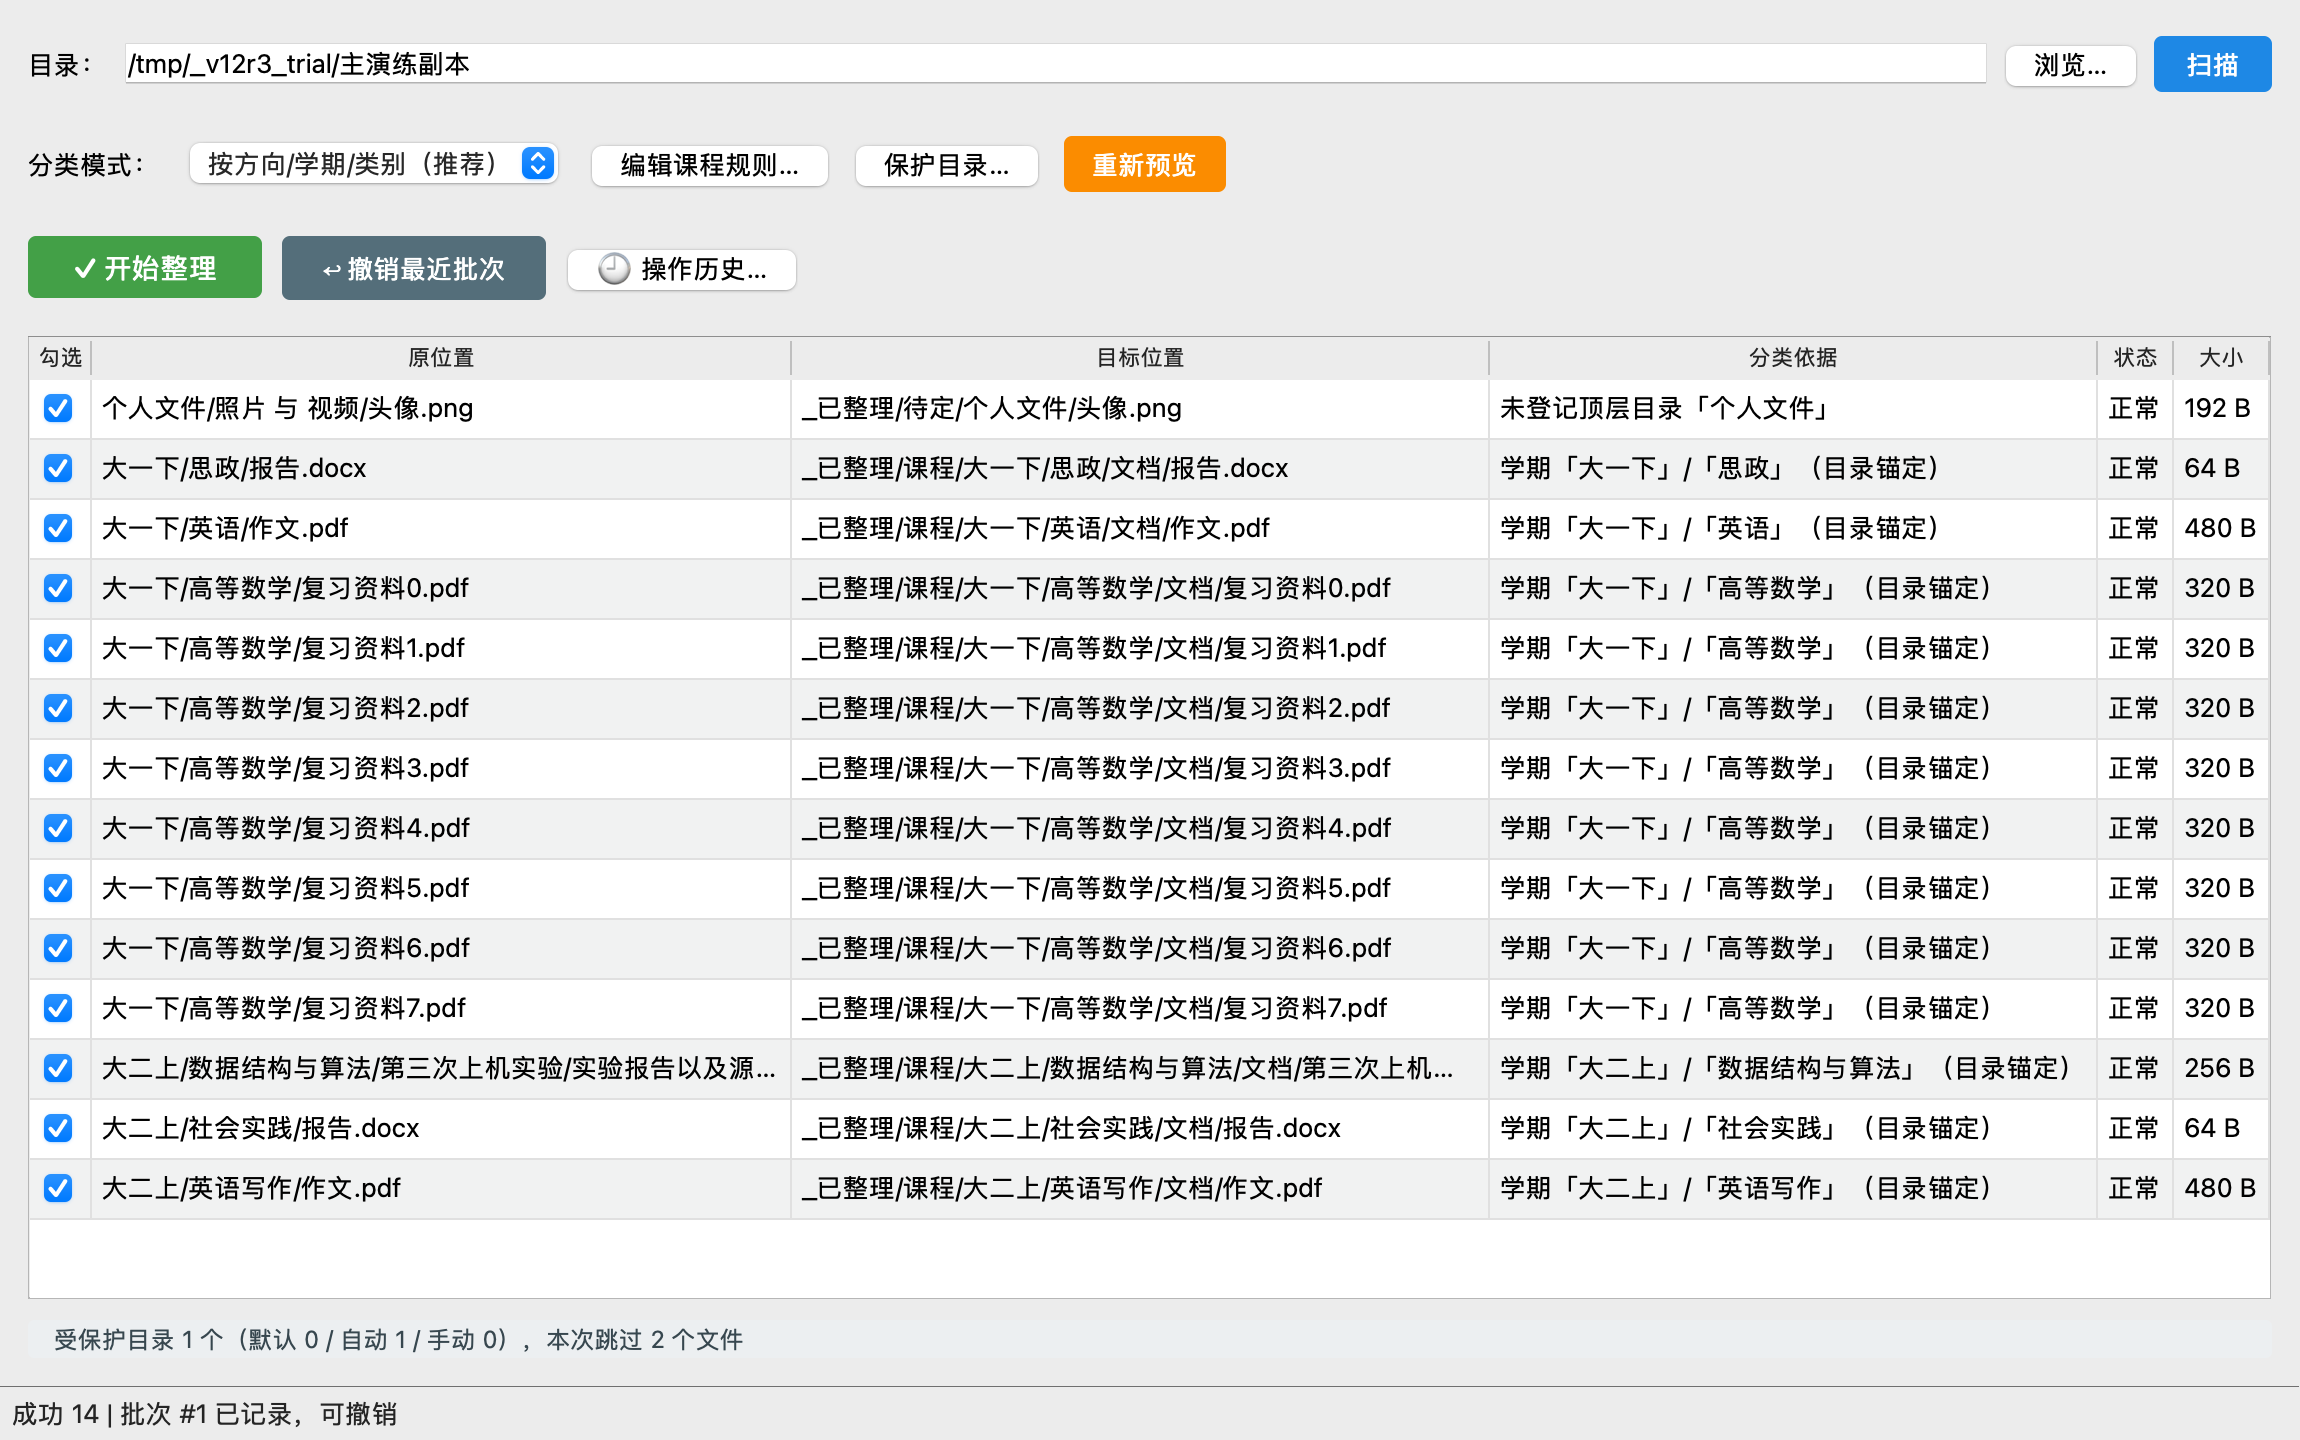 目录： /tmp/_v12r3_trial/主演练副本 浏览... 扫描
分类模式： 按方向/学期/类别（推荐） 编辑课程规则... 保护目录... 重新预览
✓ 开始整理 ↩ 撤销最近批次 🕘 操作历史...
勾选 原位置 目标位置 分类依据 状态 大小
个人文件/照片 与 视频/头像.png _已整理/待定/个人文件/头像.png 未登记顶层目录「个人文件」 正常 192 B
大一下/思政/报告.docx _已整理/课程/大一下/思政/文档/报告.docx 学期「大一下」/「思政」（目录锚定） 正常 64 B
大一下/英语/作文.pdf _已整理/课程/大一下/英语/文档/作文.pdf 学期「大一下」/「英语」（目录锚定） 正常 480 B
大一下/高等数学/复习资料0.pdf _已整理/课程/大一下/高等数学/文档/复习资料0.pdf 学期「大一下」/「高等数学」（目录锚定） 正常 320 B
大一下/高等数学/复习资料1.pdf _已整理/课程/大一下/高等数学/文档/复习资料1.pdf 学期「大一下」/「高等数学」（目录锚定） 正常 320 B
大一下/高等数学/复习资料2.pdf _已整理/课程/大一下/高等数学/文档/复习资料2.pdf 学期「大一下」/「高等数学」（目录锚定） 正常 320 B
大一下/高等数学/复习资料3.pdf _已整理/课程/大一下/高等数学/文档/复习资料3.pdf 学期「大一下」/「高等数学」（目录锚定） 正常 320 B
大一下/高等数学/复习资料4.pdf _已整理/课程/大一下/高等数学/文档/复习资料4.pdf 学期「大一下」/「高等数学」（目录锚定） 正常 320 B
大一下/高等数学/复习资料5.pdf _已整理/课程/大一下/高等数学/文档/复习资料5.pdf 学期「大一下」/「高等数学」（目录锚定） 正常 320 B
大一下/高等数学/复习资料6.pdf _已整理/课程/大一下/高等数学/文档/复习资料6.pdf 学期「大一下」/「高等数学」（目录锚定） 正常 320 B
大一下/高等数学/复习资料7.pdf _已整理/课程/大一下/高等数学/文档/复习资料7.pdf 学期「大一下」/「高等数学」（目录锚定） 正常 320 B
大二上/数据结构与算法/第三次上机实验/实验报告以及源... _已整理/课程/大二上/数据结构与算法/文档/第三次上机... 学期「大二上」/「数据结构与算法」（目录锚定） 正常 256 B
大二上/社会实践/报告.docx _已整理/课程/大二上/社会实践/文档/报告.docx 学期「大二上」/「社会实践」（目录锚定） 正常 64 B
大二上/英语写作/作文.pdf _已整理/课程/大二上/英语写作/文档/作文.pdf 学期「大二上」/「英语写作」（目录锚定） 正常 480 B
受保护目录 1 个（默认 0 / 自动 1 / 手动 0），本次跳过 2 个文件
成功 14 | 批次 #1 已记录，可撤销